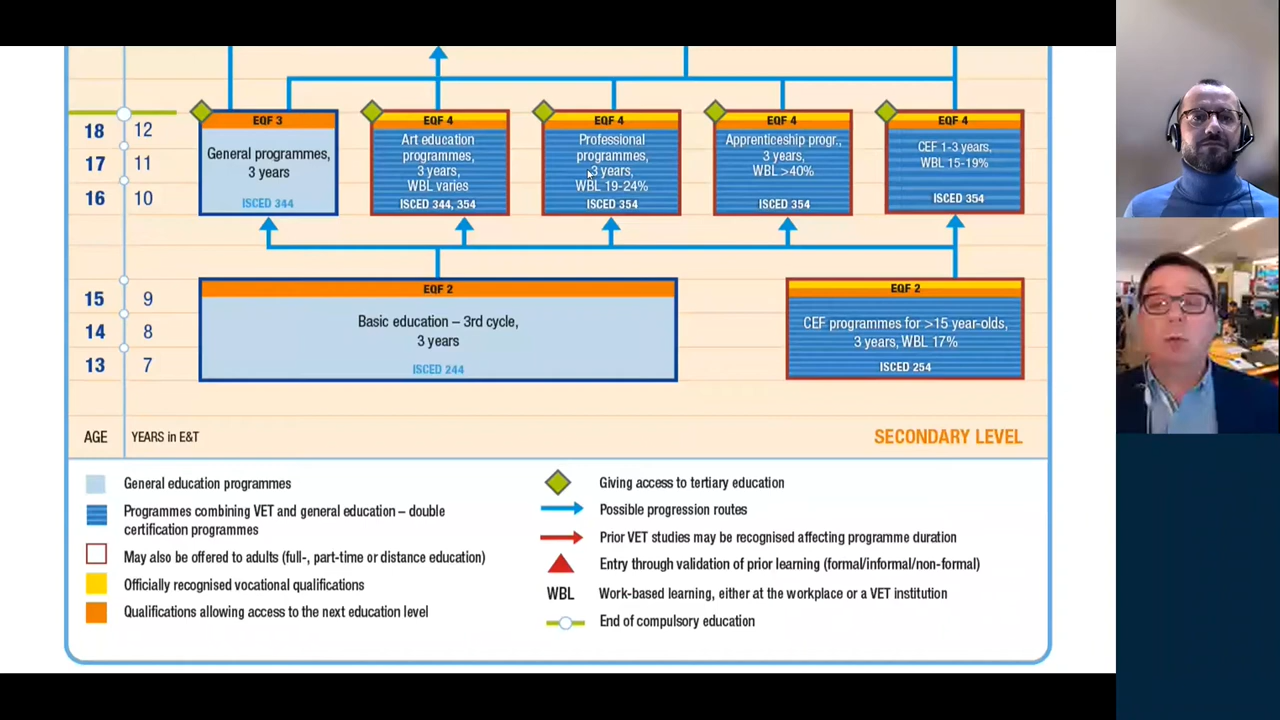 18 12
17 11
16 10
EQF 3
General programmes,
3 years
ISCED 344
EQF 4
Art education
programmes,
3 years,
WBL varies
ISCED 344, 354
EQF 4
Professional
programmes,
3 years,
WBL 19-24%
ISCED 354
EQF 4
Apprenticeship progr.,
3 years,
WBL >40%
ISCED 354
EQF 4
CEF 1-3 years,
WBL 15-19%
ISCED 354
15 9
14 8
13 7
EQF 2
Basic education – 3rd cycle,
3 years
ISCED 244
EQF 2
CEF programmes for >15 year-olds,
3 years, WBL 17%
ISCED 254
AGE YEARS in E&T
SECONDARY LEVEL
General education programmes
Programmes combining VET and general education – double
certification programmes
May also be offered to adults (full-, part-time or distance education)
Officially recognised vocational qualifications
Qualifications allowing access to the next education level
Giving access to tertiary education
Possible progression routes
Prior VET studies may be recognised affecting programme duration
Entry through validation of prior learning (formal/informal/non-formal)
WBL Work-based learning, either at the workplace or a VET institution
End of compulsory education